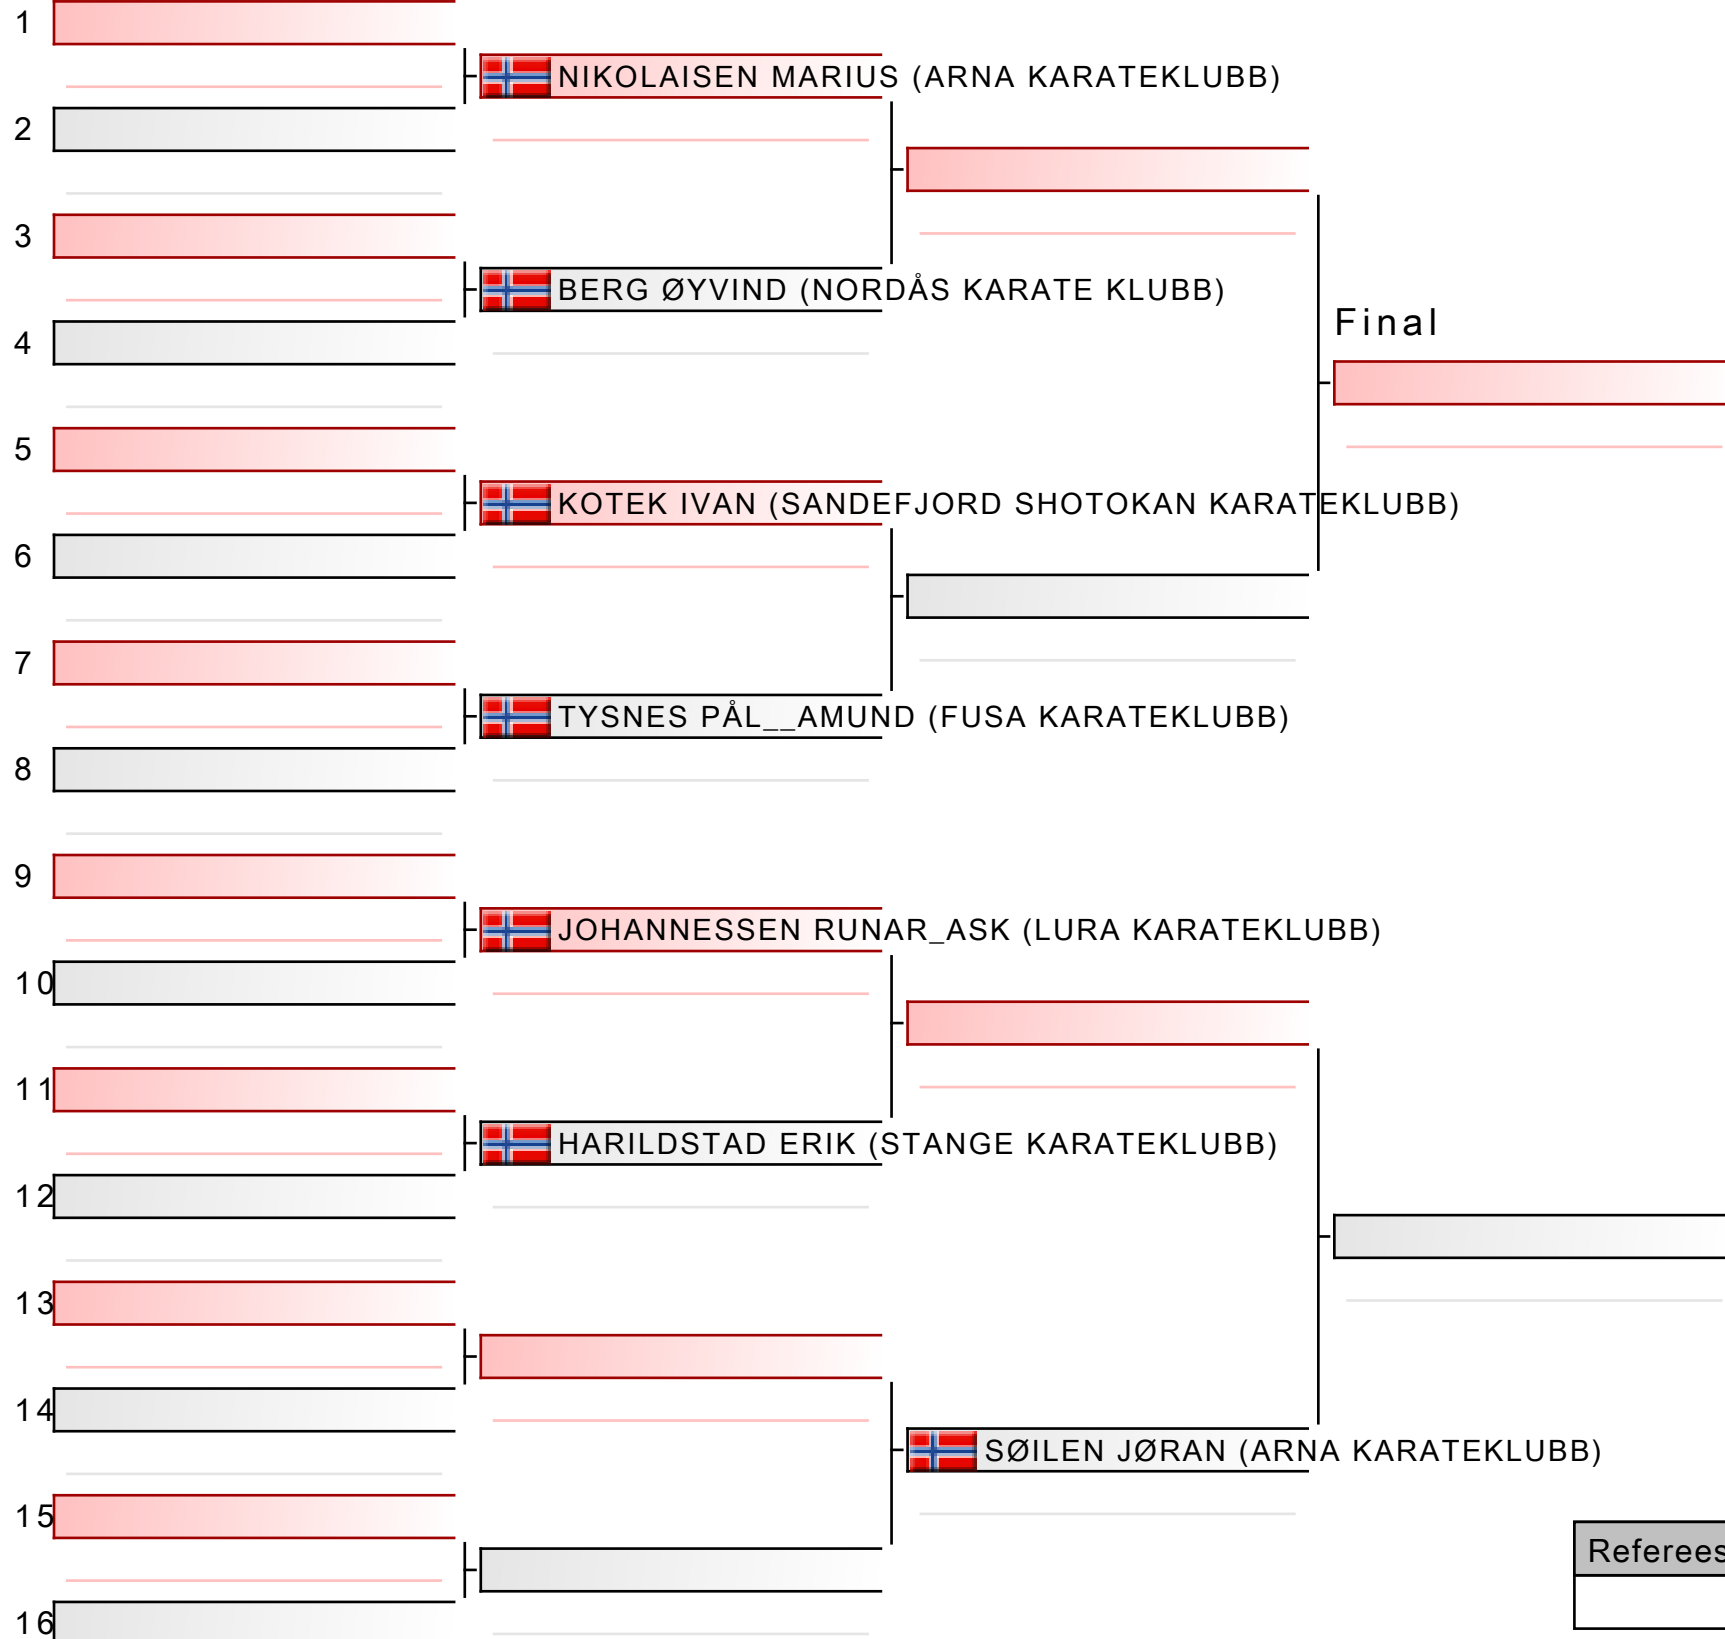 1
NIKOLAISEN MARIUS (ARNA KARATEKLUBB)
2
3
BERG ØYVIND (NORDÅS KARATE KLUBB)
Final
4
5
KOTEK IVAN (SANDEFJORD SHOTOKAN KARATEKLUBB)
6
7
TYSNES PÅL__AMUND (FUSA KARATEKLUBB)
8
9
JOHANNESSEN RUNAR_ASK (LURA KARATEKLUBB)
10
11
HARILDSTAD ERIK (STANGE KARATEKLUBB)
12
13
14
SØILEN JØRAN (ARNA KARATEKLUBB)
15
Referees
16